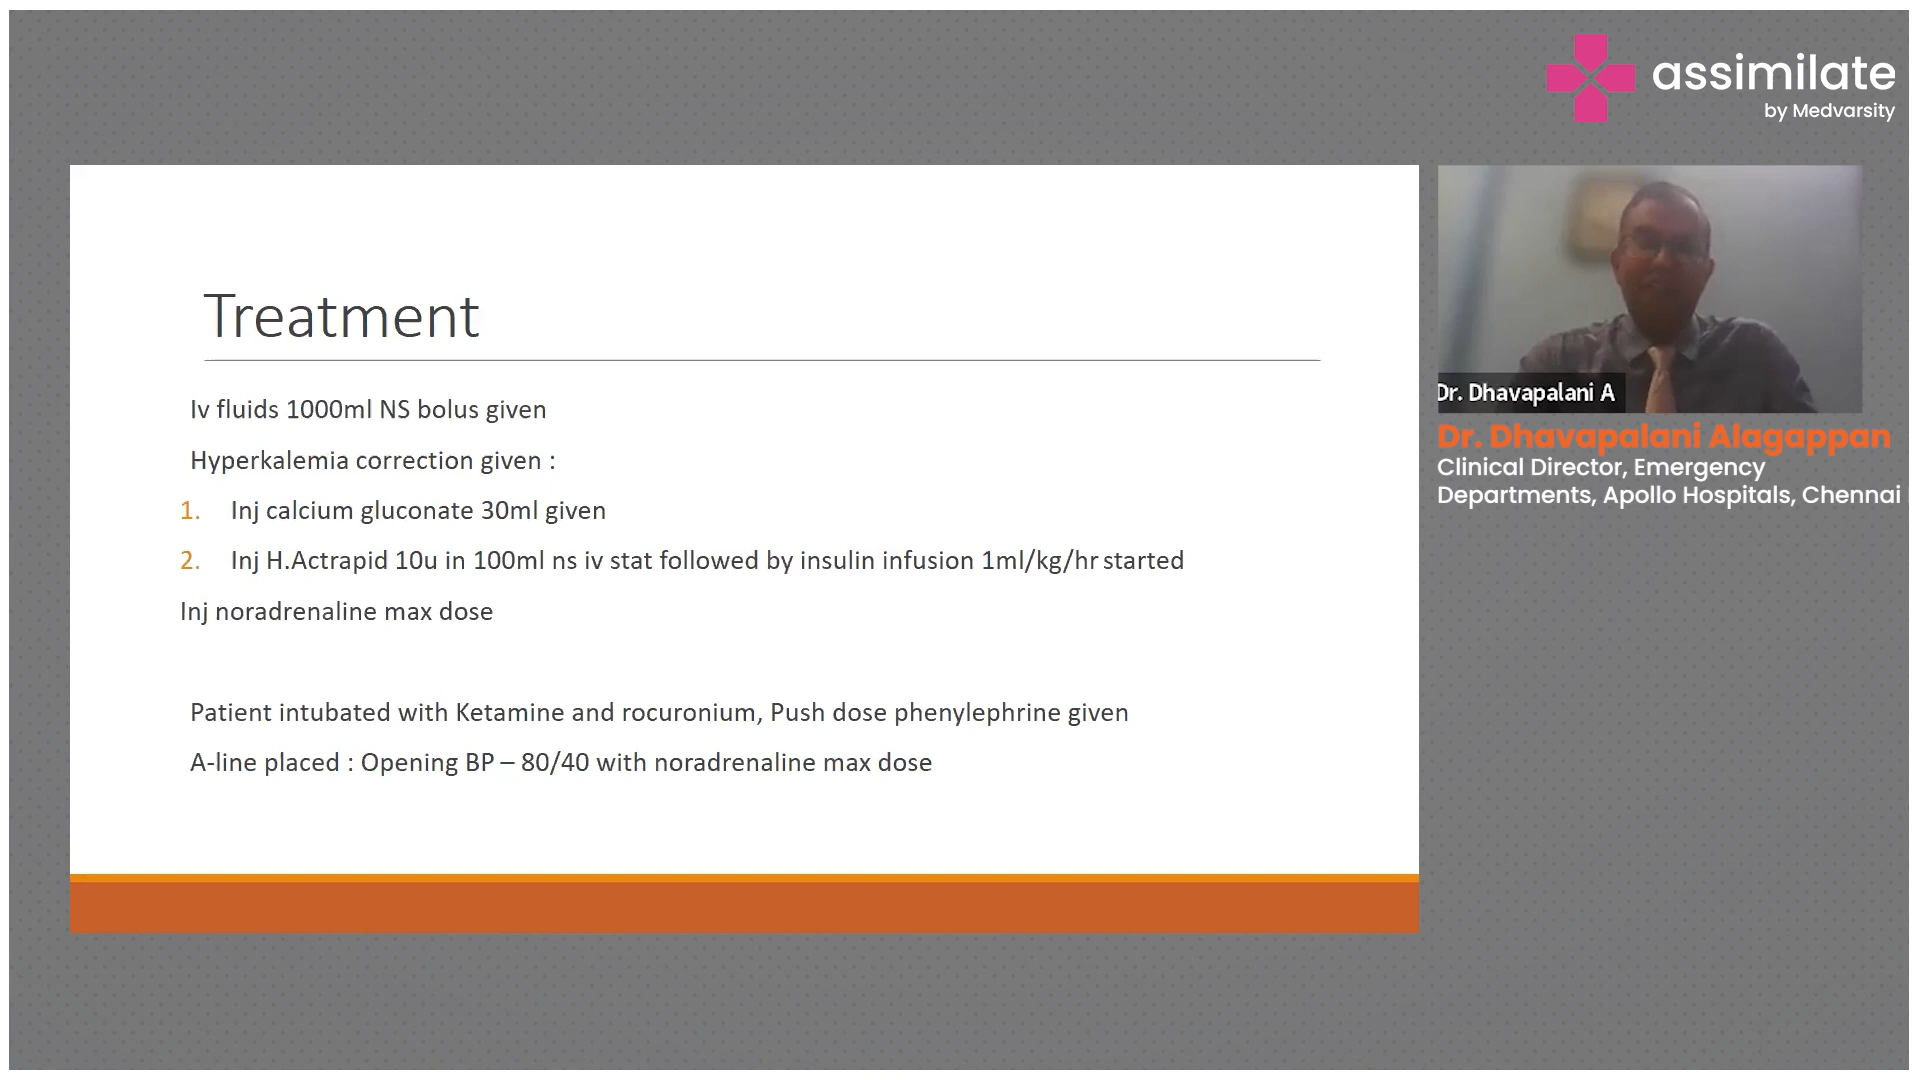 assimilate
by Medvarsity
Treatment
Iv fluids 1000ml NS bolus given
Hyperkalemia correction given :
1. Inj calcium gluconate 30ml given
2. Inj H.Actrapid 10u in 100ml ns iv stat followed by insulin infusion 1ml/kg/hr started
Inj noradrenaline max dose
Patient intubated with Ketamine and rocuronium, Push dose phenylephrine given
A-line placed : Opening BP – 80/40 with noradrenaline max dose
Dr. Dhavapalani A
Dr. Dhavapalani Alagappan
Clinical Director, Emergency
Departments, Apollo Hospitals, Chennai